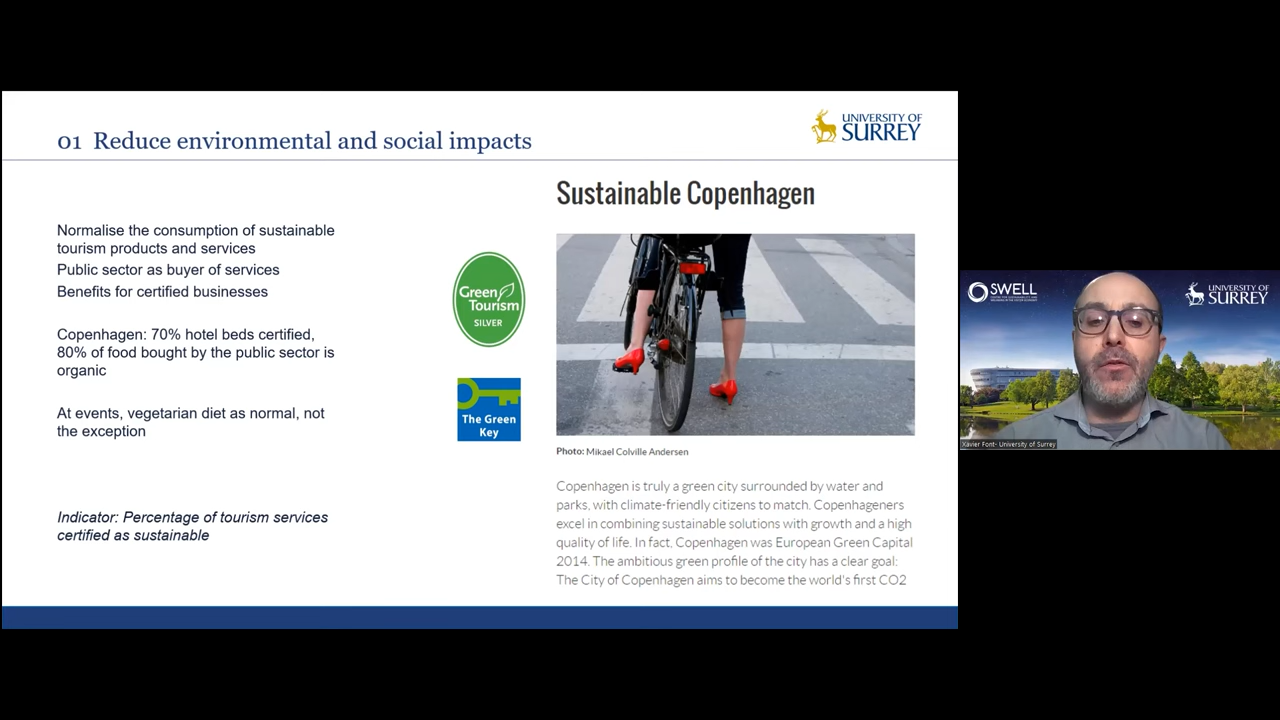 01 Reduce environmental and social impacts
UNIVERSITY OF
SURREY
Normalise the consumption of sustainable
tourism products and services
Public sector as buyer of services
Benefits for certified businesses
Copenhagen: 70% hotel beds certified,
80% of food bought by the public sector is
organic
At events, vegetarian diet as normal, not
the exception
Indicator: Percentage of tourism services
certified as sustainable
Green
Tourism
SILVER
The Green
Key
Sustainable Copenhagen
Photo: Mikael Colville Andersen
Copenhagen is truly a green city surrounded by water and
parks, with climate-friendly citizens to match. Copenhageners
excel in combining sustainable solutions with growth and a high
quality of life. In fact, Copenhagen was European Green Capital
2014. The ambitious green profile of the city has a clear goal:
The City of Copenhagen aims to become the world's first CO2
SWELL
UNIVERSITY OF
SURREY
Xavier Font- University of Surrey